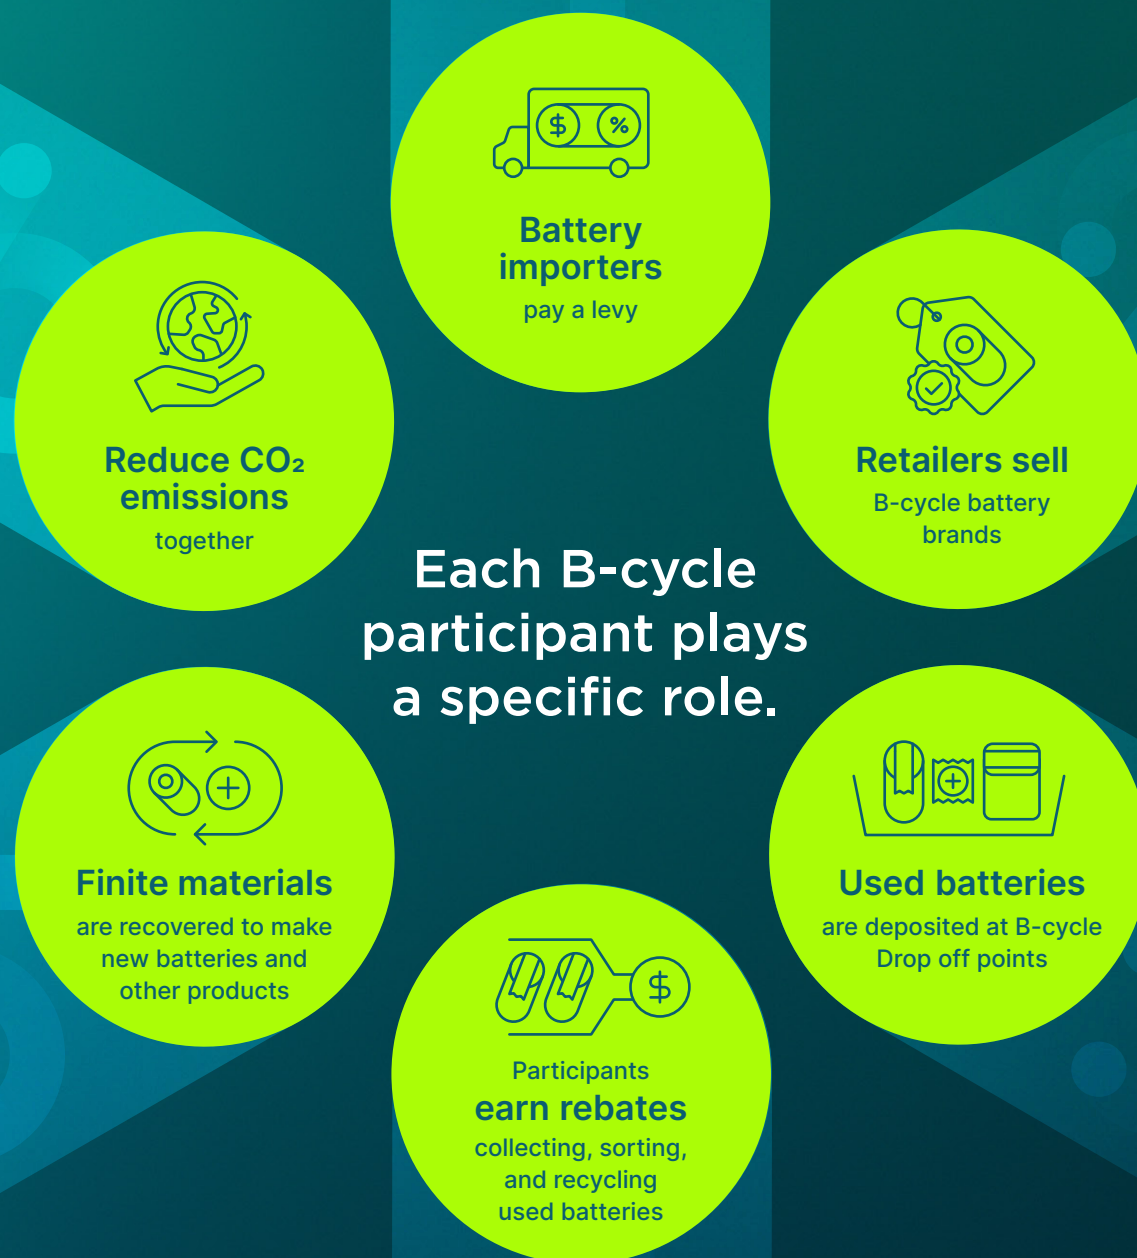 $ %
Battery
importers
pay a levy
Retailers sell
B-cycle battery
brands
Used batteries
are deposited at B-cycle
Drop off points
$
Participants
earn rebates
collecting, sorting,
and recycling
used batteries
Finite materials
are recovered to make
new batteries and
other products
Reduce CO₂
emissions
together
Each B-cycle
participant plays
a specific role.